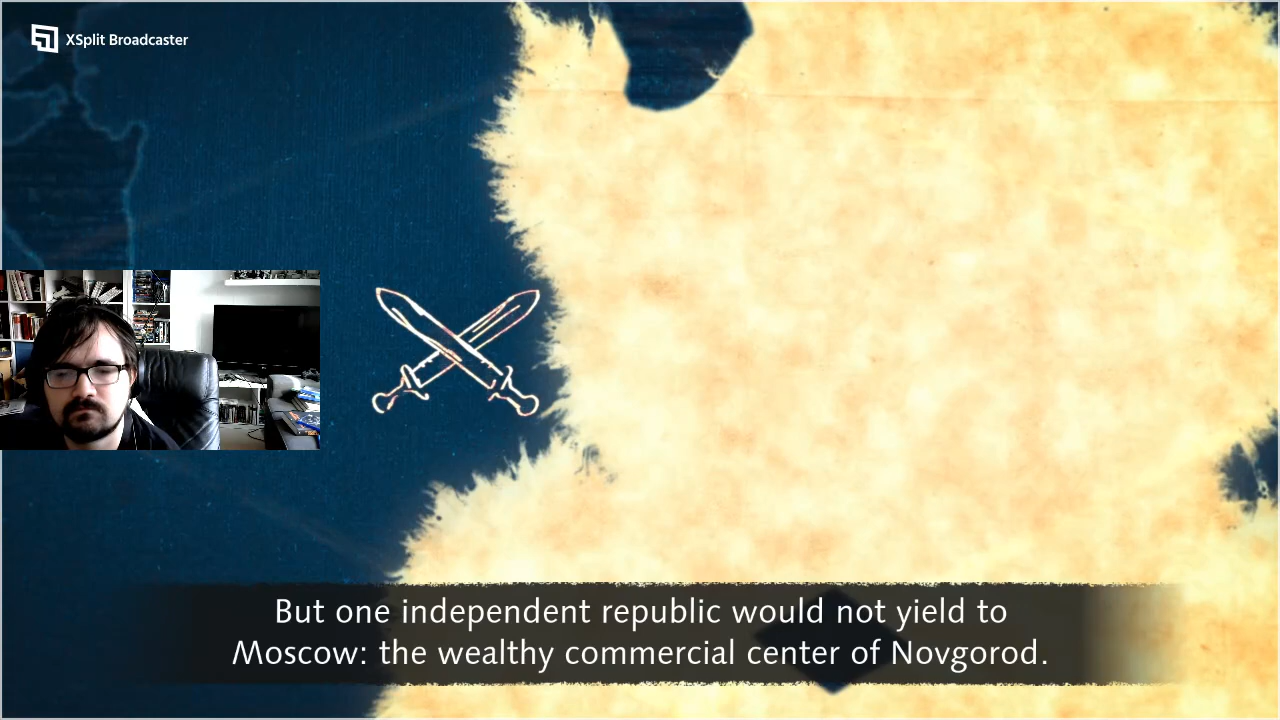 XSplit Broadcaster
But one independent republic would not yield to
Moscow: the wealthy commercial center of Novgorod.